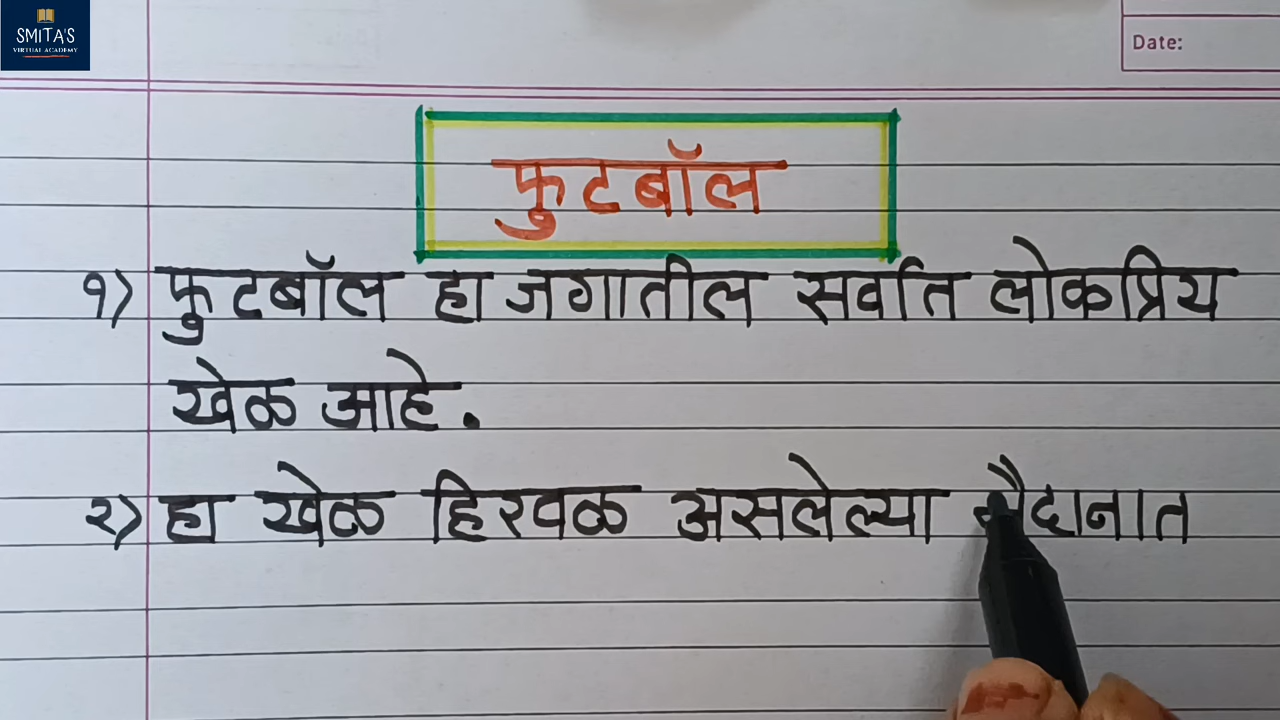 SMITA'S
VIRTUAL ACADEMY
Date:
फुटबॉल
१) फुटबॉल हा जगातील सर्वात लोकप्रिय
खेळ आहे.
२) हा खेळ हिरवळ असलेल्या मैदानात